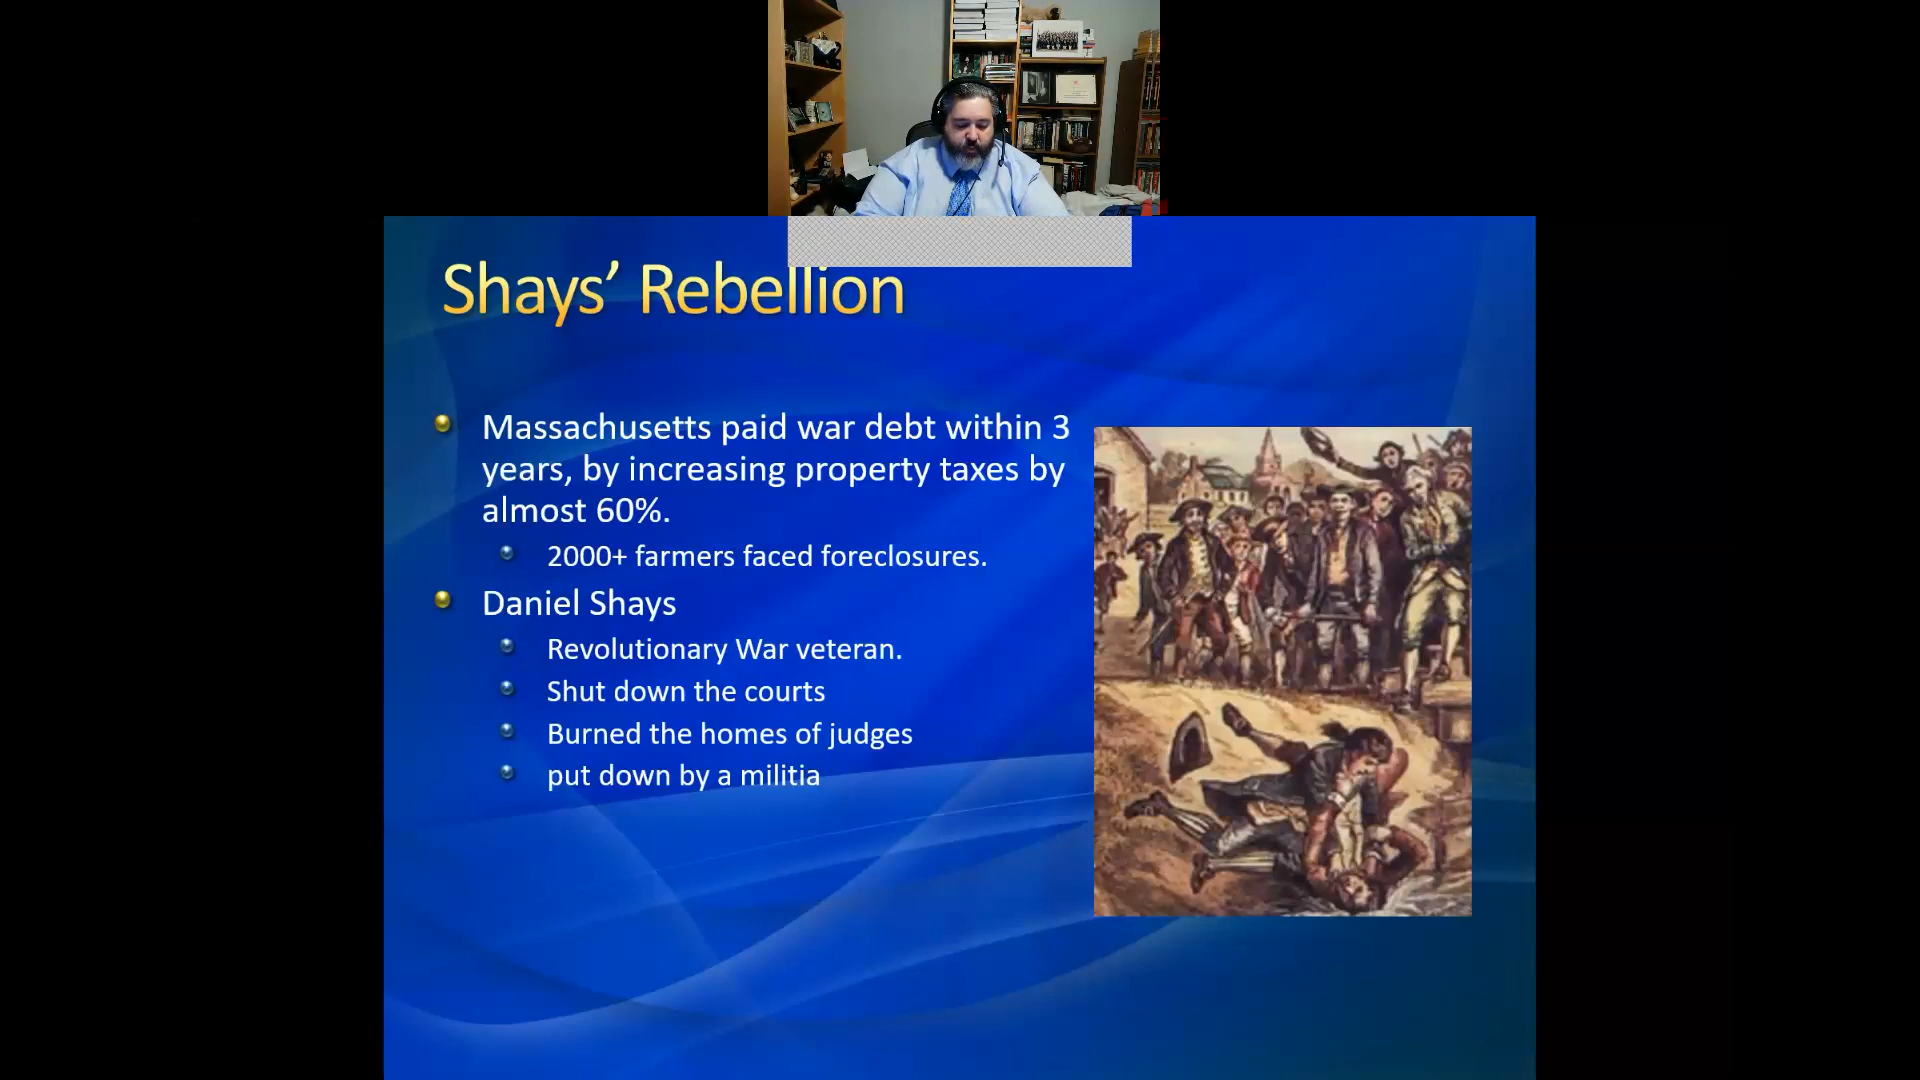 Shays’ Rebellion
Massachusetts paid war debt within 3
years, by increasing property taxes by
almost 60%.
2000+ farmers faced foreclosures.
Daniel Shays
Revolutionary War veteran.
Shut down the courts
Burned the homes of judges
put down by a militia